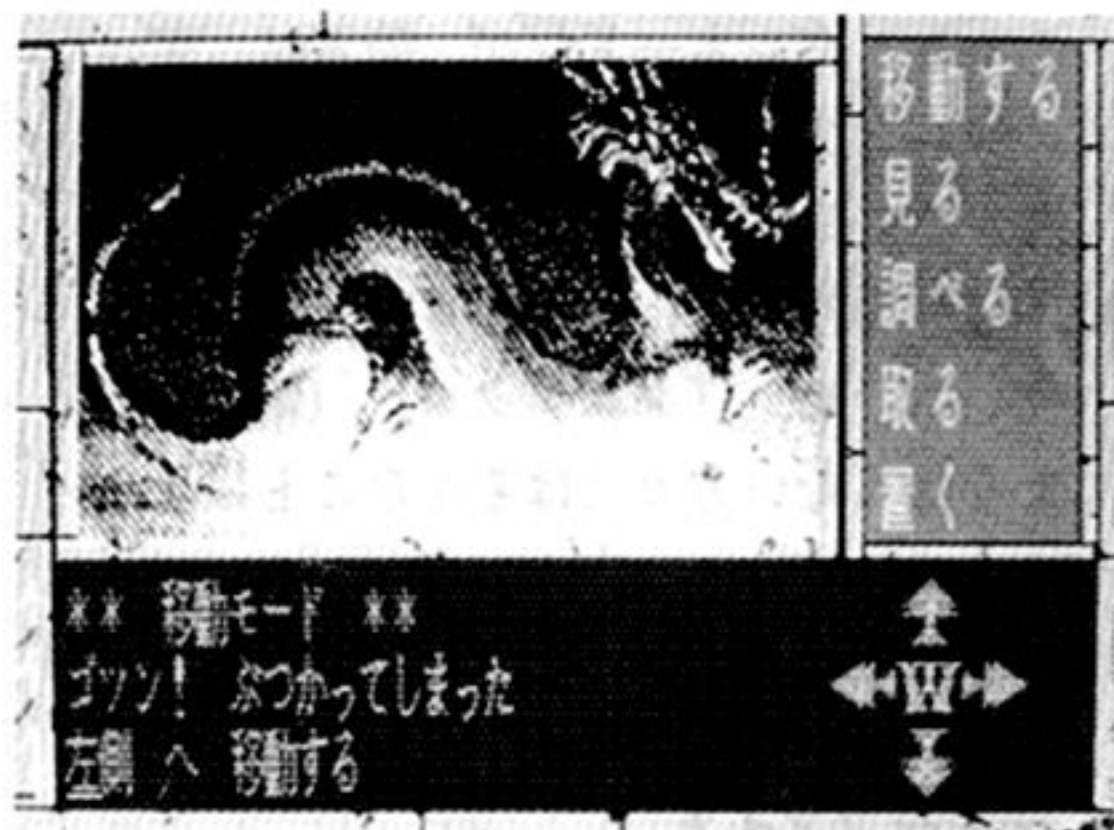 移動する
見る
調べる
取る
置く
** 移動モード **
ゴツン! ぶつかってしまった
左側 へ 移動する
W